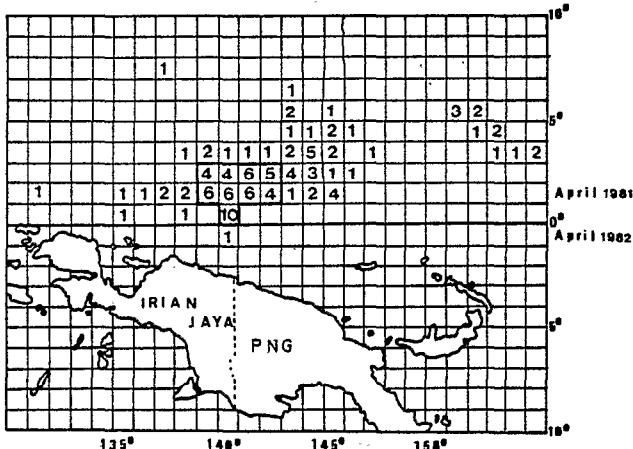 10°
1
1
2 1 3 2 5°
1 1 2 1 1 2
1 2 1 1 1 2 5 2 1 1 1 2
4 4 6 5 4 3 1 1
1 1 1 2 2 6 6 6 4 1 2 4 April 1981
1 1 10 0°
1 April 1982
IRIAN
JAYA
PNG
5°
10°
135° 140° 145° 150°